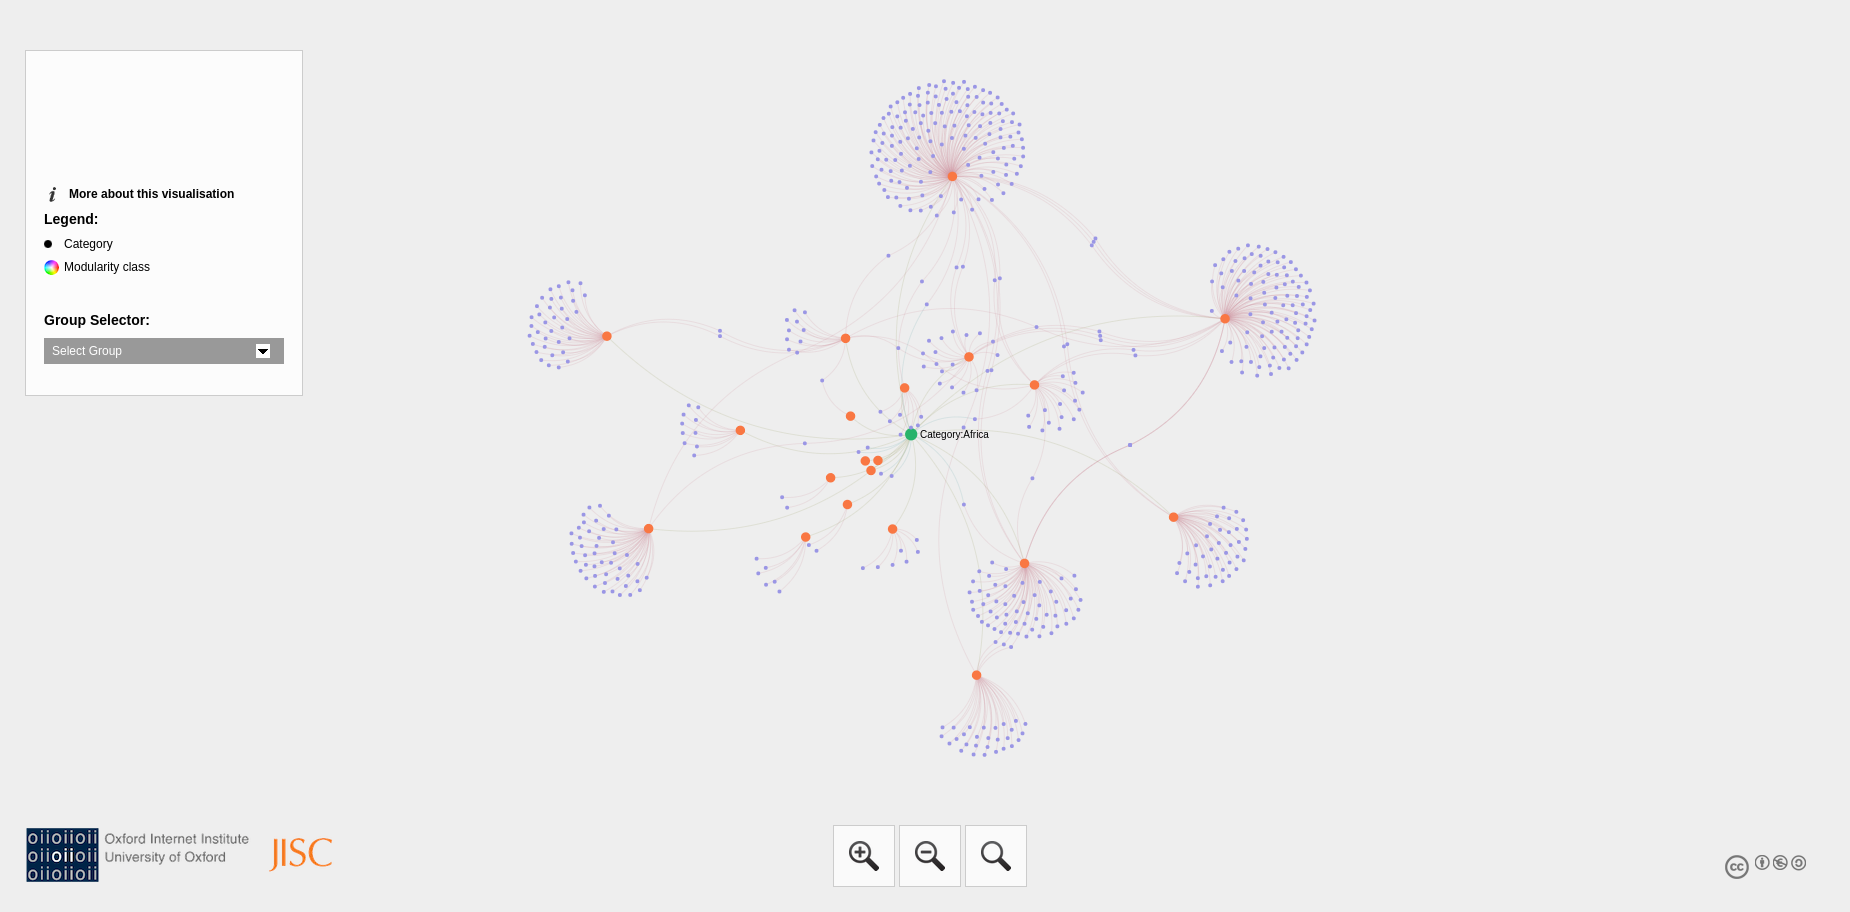 More about this visualisation
Legend:
Category
Modularity class
Group Selector:
Select Group
Category:Africa
oiioiioii
oiioiioii
oiioiioii
Oxford Internet Institute
University of Oxford
JISC
cc